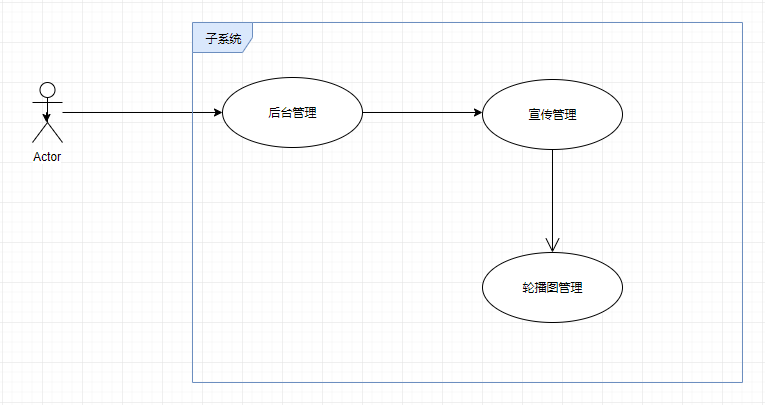 子系统
后台管理
宣传管理
Actor
轮播图管理